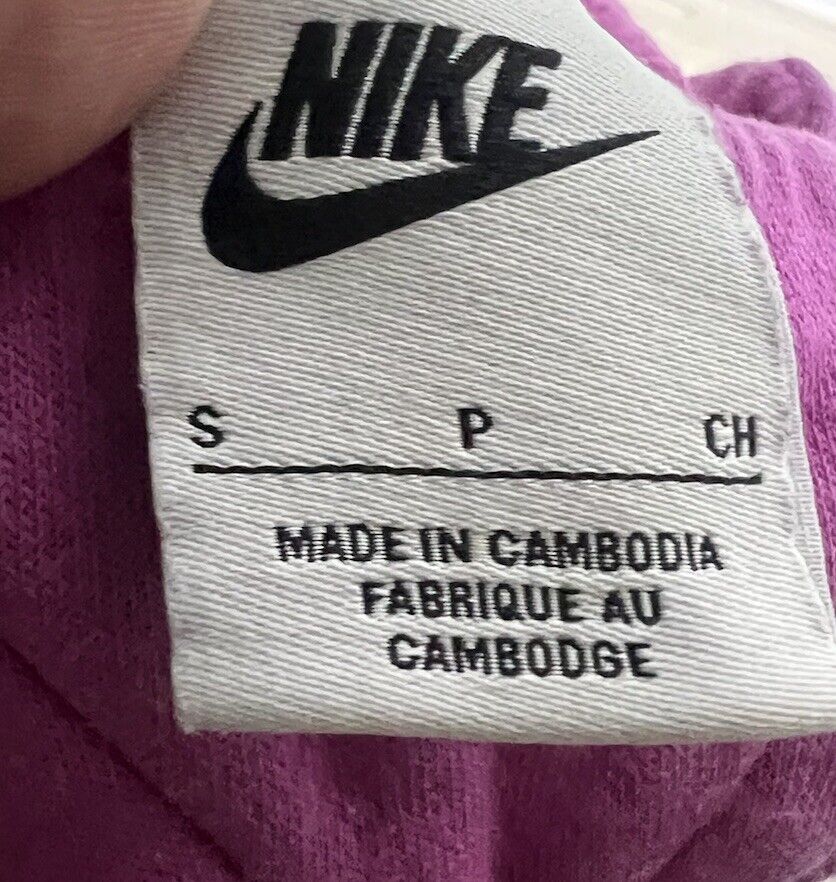 NIKE
S P CH
MADE IN CAMBODIA
FABRIQUE AU
CAMBODGE